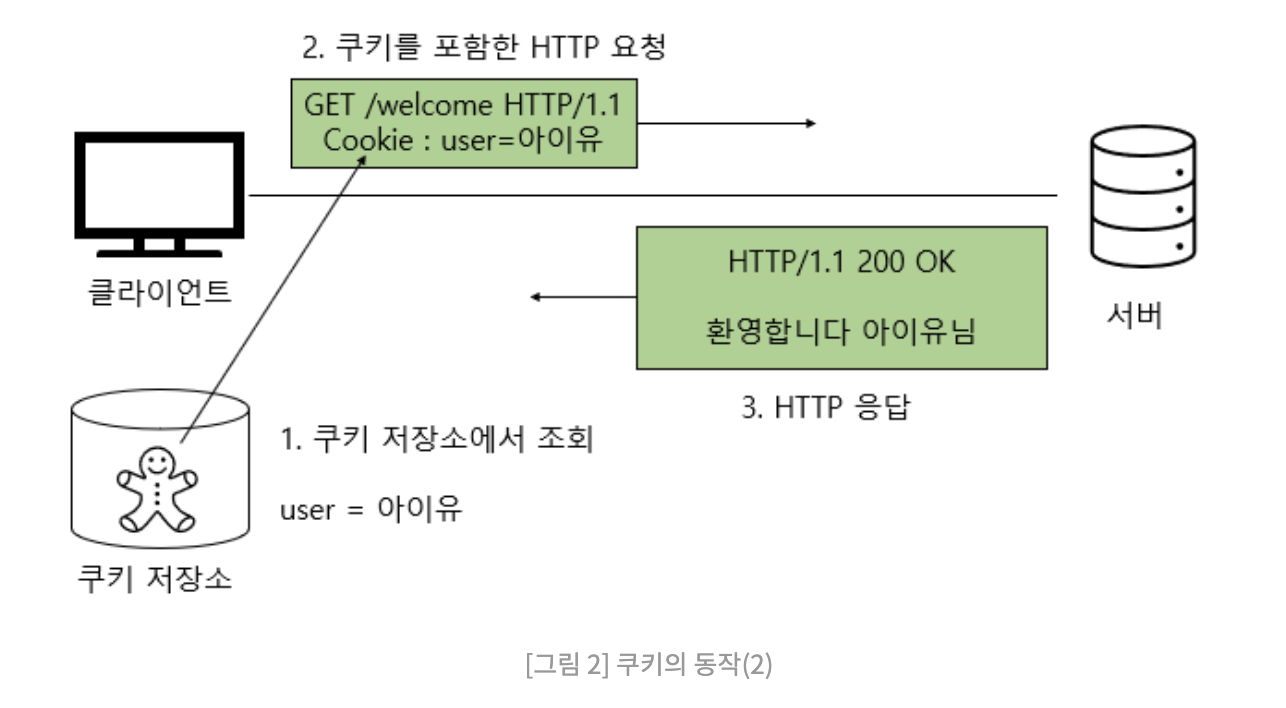 2. 쿠키를 포함한 HTTP 요청
GET /welcome HTTP/1.1
Cookie : user=아이유
클라이언트
서버
HTTP/1.1 200 OK
환영합니다 아이유님
3. HTTP 응답
1. 쿠키 저장소에서 조회
user = 아이유
쿠키 저장소
[그림 2] 쿠키의 동작(2)